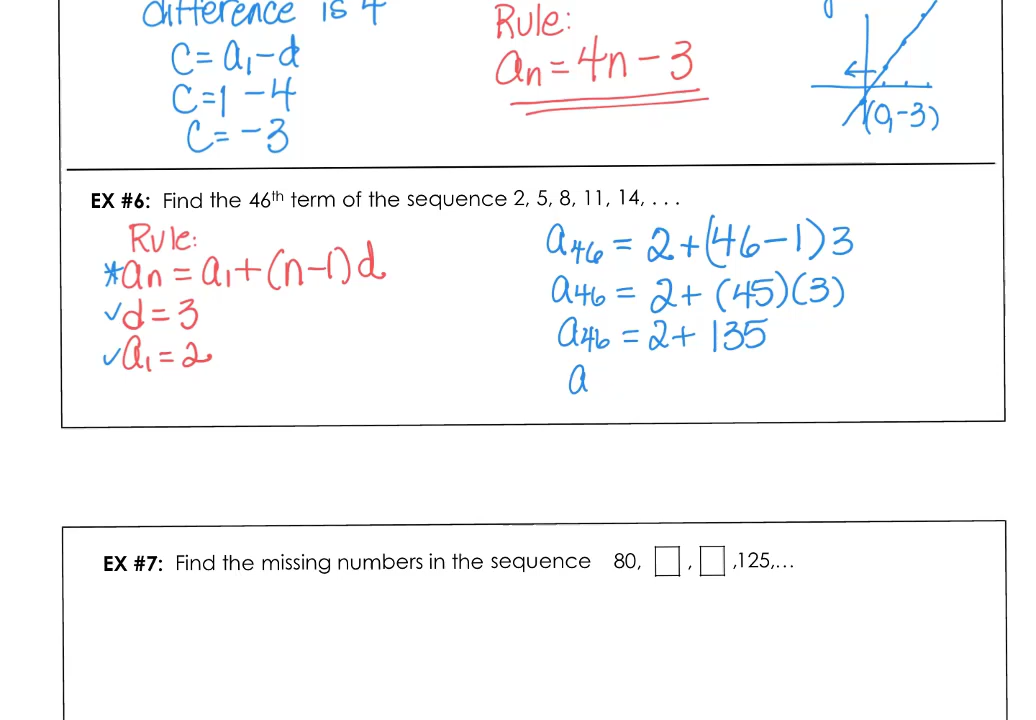 difference is 4
C = a₁ - d
C = 1 - 4
C = -3
Rule:
aₙ = 4n - 3
(0,-3)
EX #6: Find the 46th term of the sequence 2, 5, 8, 11, 14, . . .
Rule:
*aₙ = a₁ + (n-1)d
✓d = 3
✓a₁ = 2
a₄₆ = 2 + (46-1)3
a₄₆ = 2 + (45)(3)
a₄₆ = 2 + 135
a
EX #7: Find the missing numbers in the sequence 80, □ , □ ,125,...